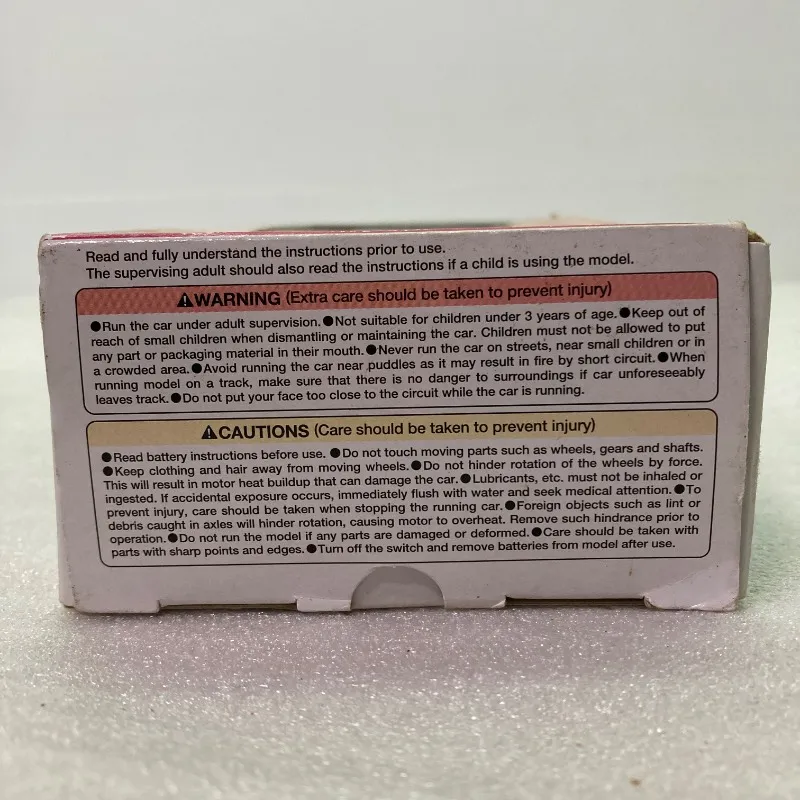 Read and fully understand the instructions prior to use.
The supervising adult should also read the instructions if a child is using the model.
⚠WARNING (Extra care should be taken to prevent injury)
●Run the car under adult supervision.●Not suitable for children under 3 years of age.●Keep out of
reach of small children when dismantling or maintaining the car. Children must not be allowed to put
any part or packaging material in their mouth.●Never run the car on streets, near small children or in
a crowded area.●Avoid running the car near puddles as it may result in fire by short circuit.●When
running model on a track, make sure that there is no danger to surroundings if car unforeseeably
leaves track.●Do not put your face too close to the circuit while the car is running.
⚠CAUTIONS (Care should be taken to prevent injury)
●Read battery instructions before use. ●Do not touch moving parts such as wheels, gears and shafts.
●Keep clothing and hair away from moving wheels.●Do not hinder rotation of the wheels by force.
This will result in motor heat buildup that can damage the car.●Lubricants, etc. must not be inhaled or
ingested. If accidental exposure occurs, immediately flush with water and seek medical attention.●To
prevent injury, care should be taken when stopping the running car.●Foreign objects such as lint or
debris caught in axles will hinder rotation, causing motor to overheat. Remove such hindrance prior to
operation.●Do not run the model if any parts are damaged or deformed.●Care should be taken with
parts with sharp points and edges.●Turn off the switch and remove batteries from model after use.